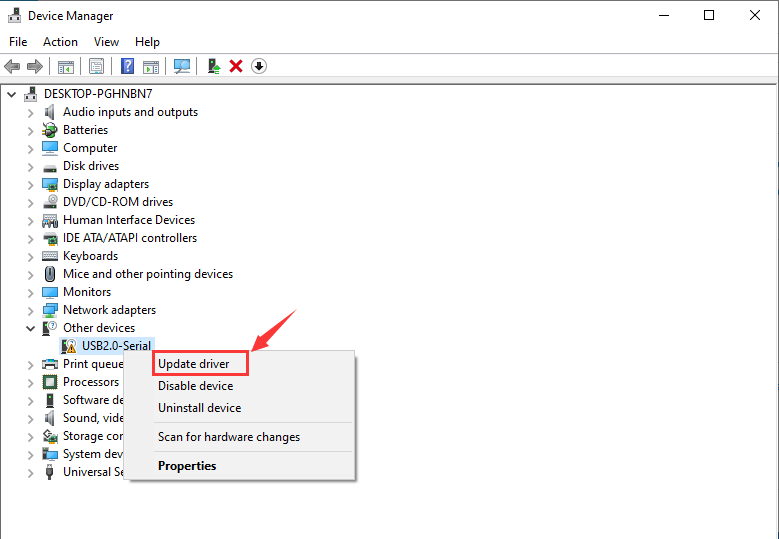 Device Manager
File Action View Help
DESKTOP-PGHNBN7
Audio inputs and outputs
Batteries
Computer
Disk drives
Display adapters
DVD/CD-ROM drives
Human Interface Devices
IDE ATA/ATAPI controllers
Keyboards
Mice and other pointing devices
Monitors
Network adapters
Other devices
USB2.0-Serial
Print queue
Update driver
Processors
Disable device
Software de
Uninstall device
Sound, vide
Storage con
Scan for hardware changes
System dev
Properties
Universal Se